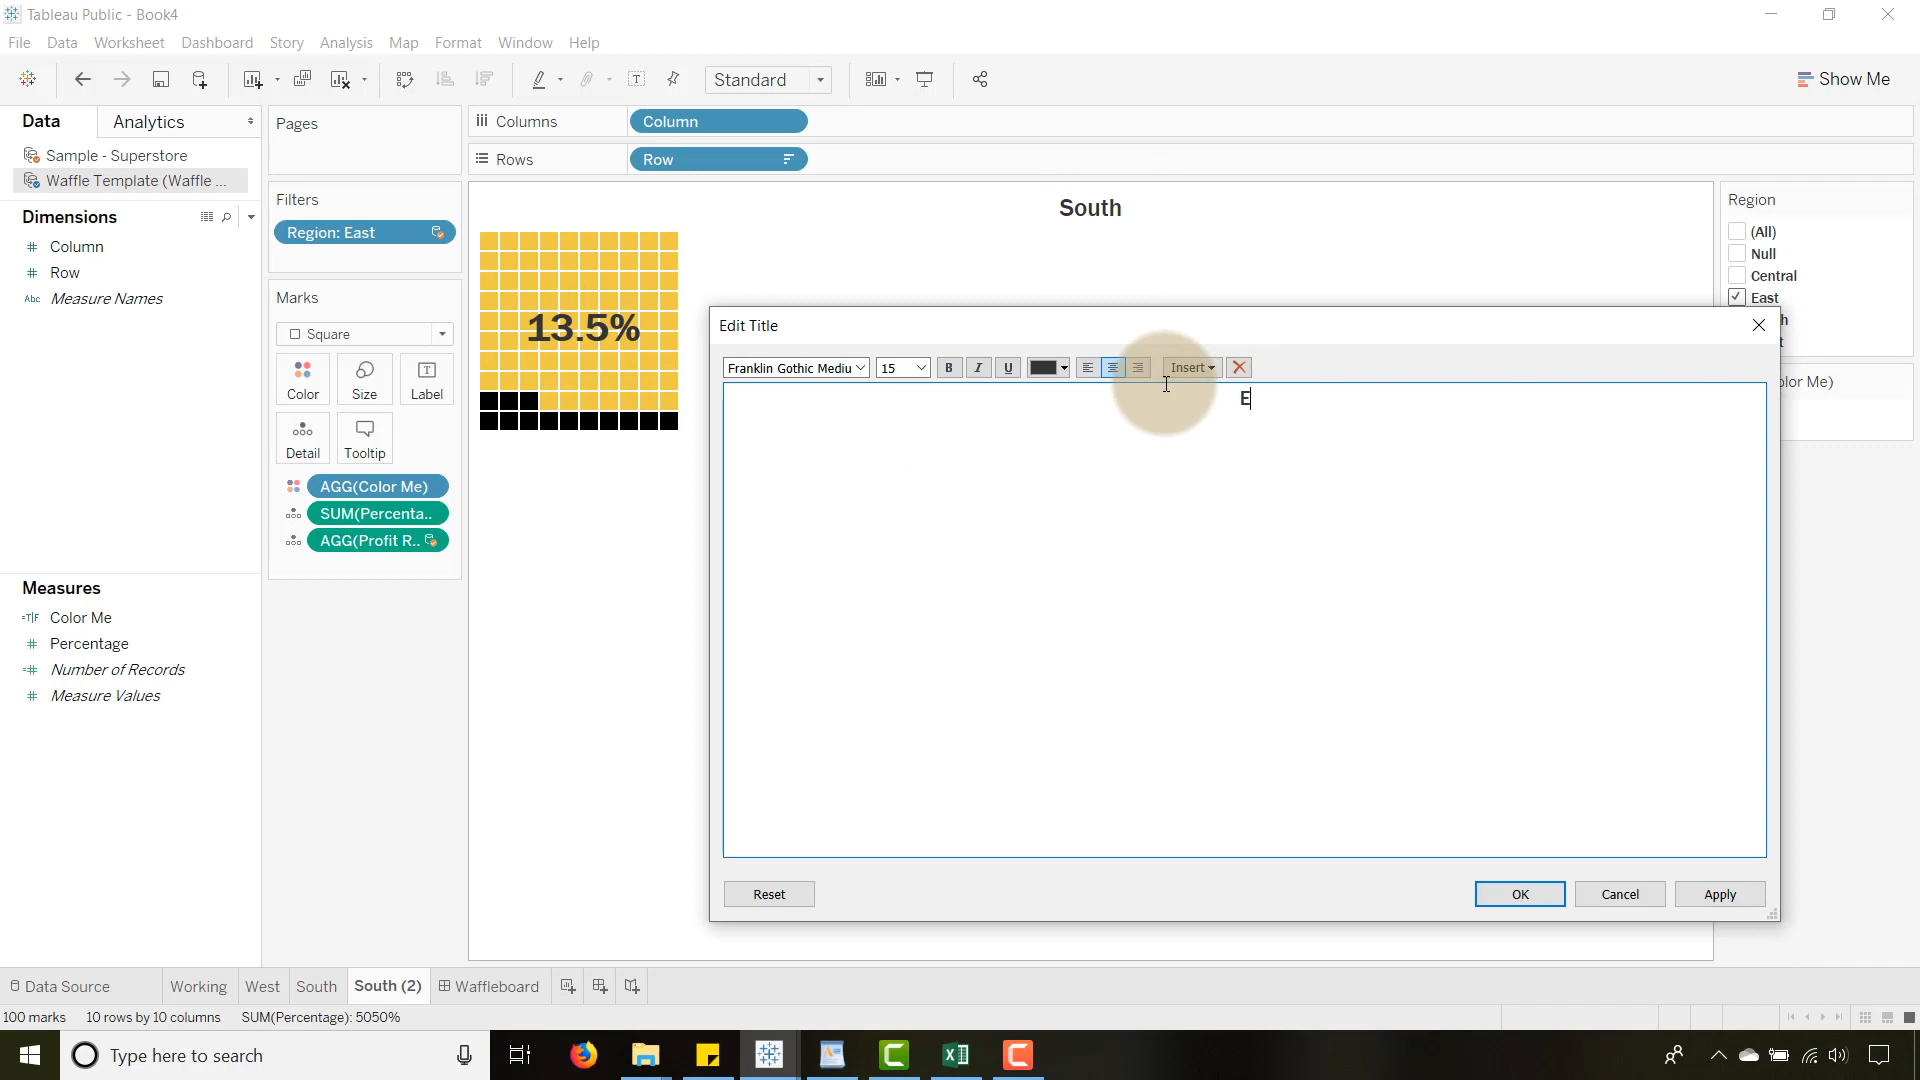 Tableau Public - Book4
File Data Worksheet Dashboard Story Analysis Map Format Window Help
Standard
Show Me
Data Analytics
Sample - Superstore
Waffle Template (Waffle ...
Dimensions
Column
Row
Abc Measure Names
Measures
=T|F Color Me
Percentage
Number of Records
Measure Values
Pages
Filters
Region: East
Marks
Square
Color Size Label
Detail Tooltip
AGG(Color Me)
SUM(Percenta..
AGG(Profit R..
Columns Column
Rows Row
South
13.5%
Region
(All)
Null
Central
East
Edit Title
Franklin Gothic Mediu 15 B I U Insert
E
Reset OK Cancel Apply
Data Source Working West South South (2) Waffleboard
100 marks 10 rows by 10 columns SUM(Percentage): 5050%
Type here to search